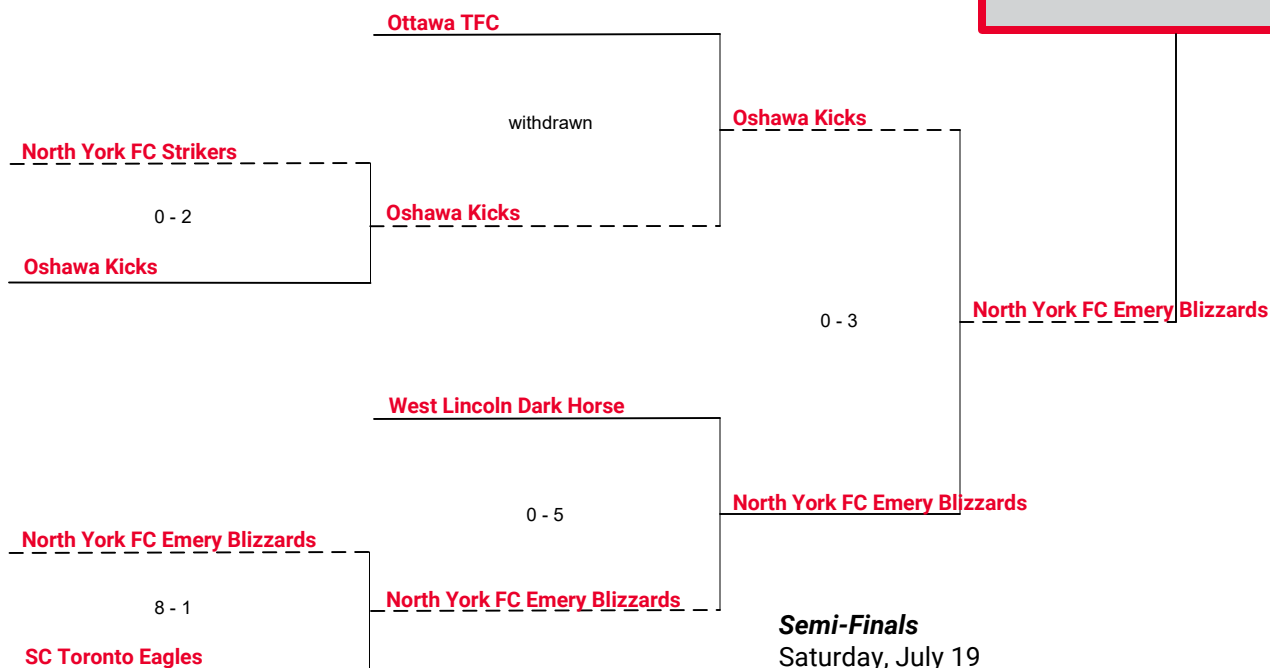 Ottawa TFC
withdrawn
Oshawa Kicks
North York FC Strikers
0 - 2
Oshawa Kicks
Oshawa Kicks
North York FC Emery Blizzards
0 - 3
West Lincoln Dark Horse
North York FC Emery Blizzards
0 - 5
North York FC Emery Blizzards
8 - 1
North York FC Emery Blizzards
SC Toronto Eagles
Semi-Finals
Saturday, July 19